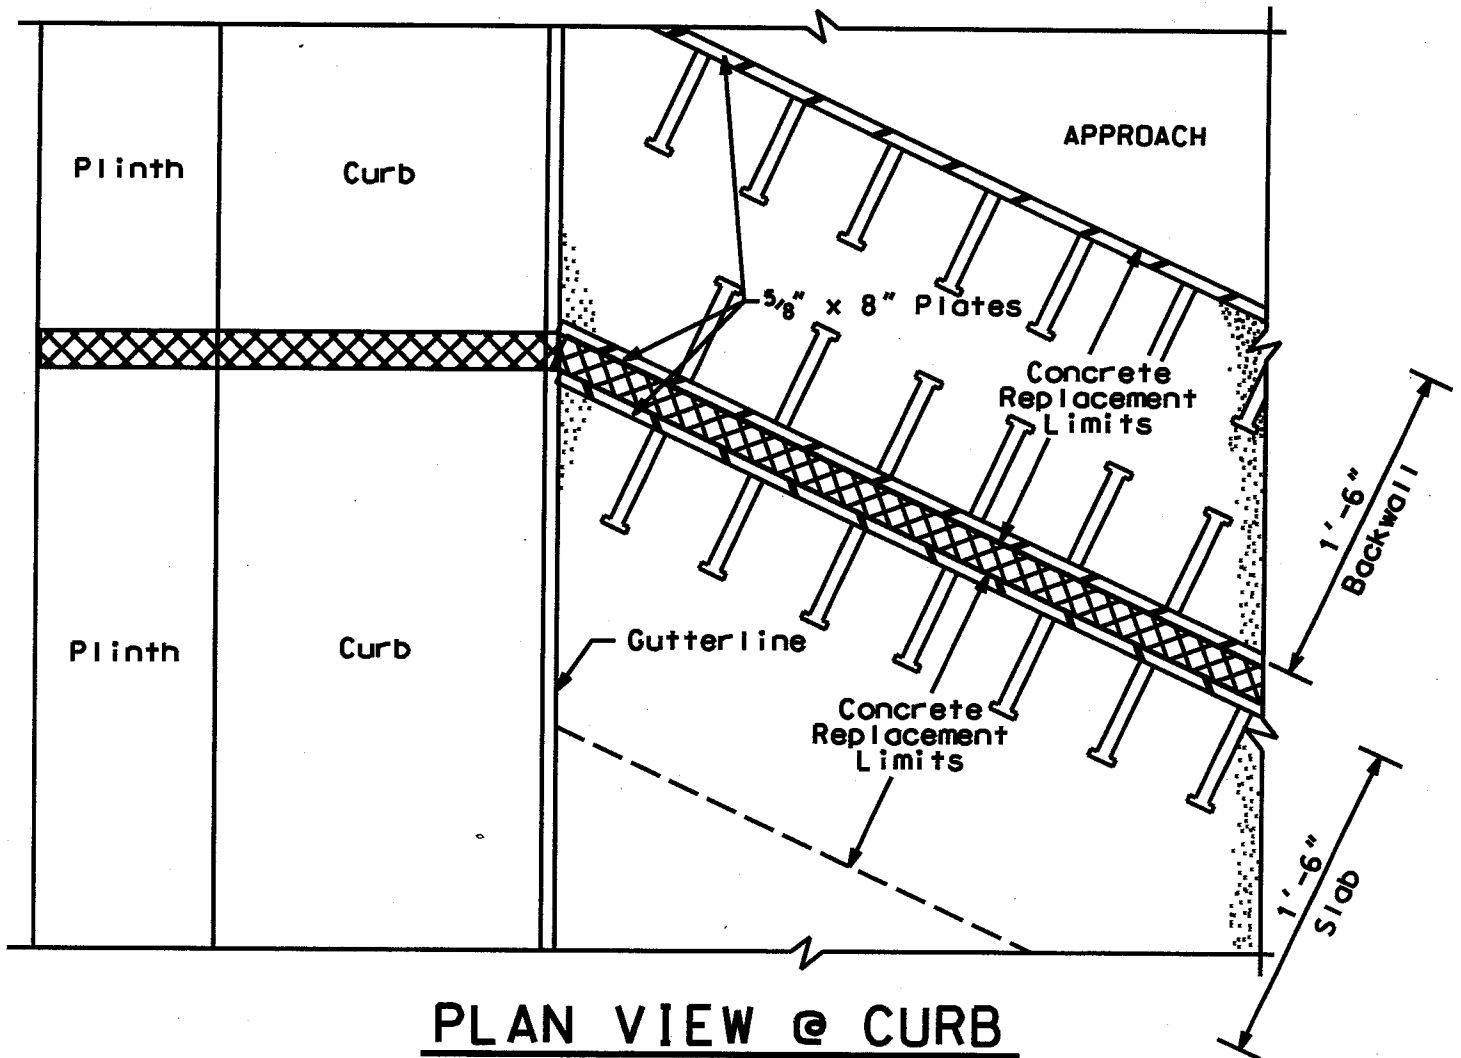 APPROACH
Plinth
Curb
5/8" x 8" Plates
Concrete
Replacement
Limits
1'-6"
Backwall
Plinth
Curb
Gutterline
Concrete
Replacement
Limits
1'-6"
Slab
PLAN VIEW @ CURB